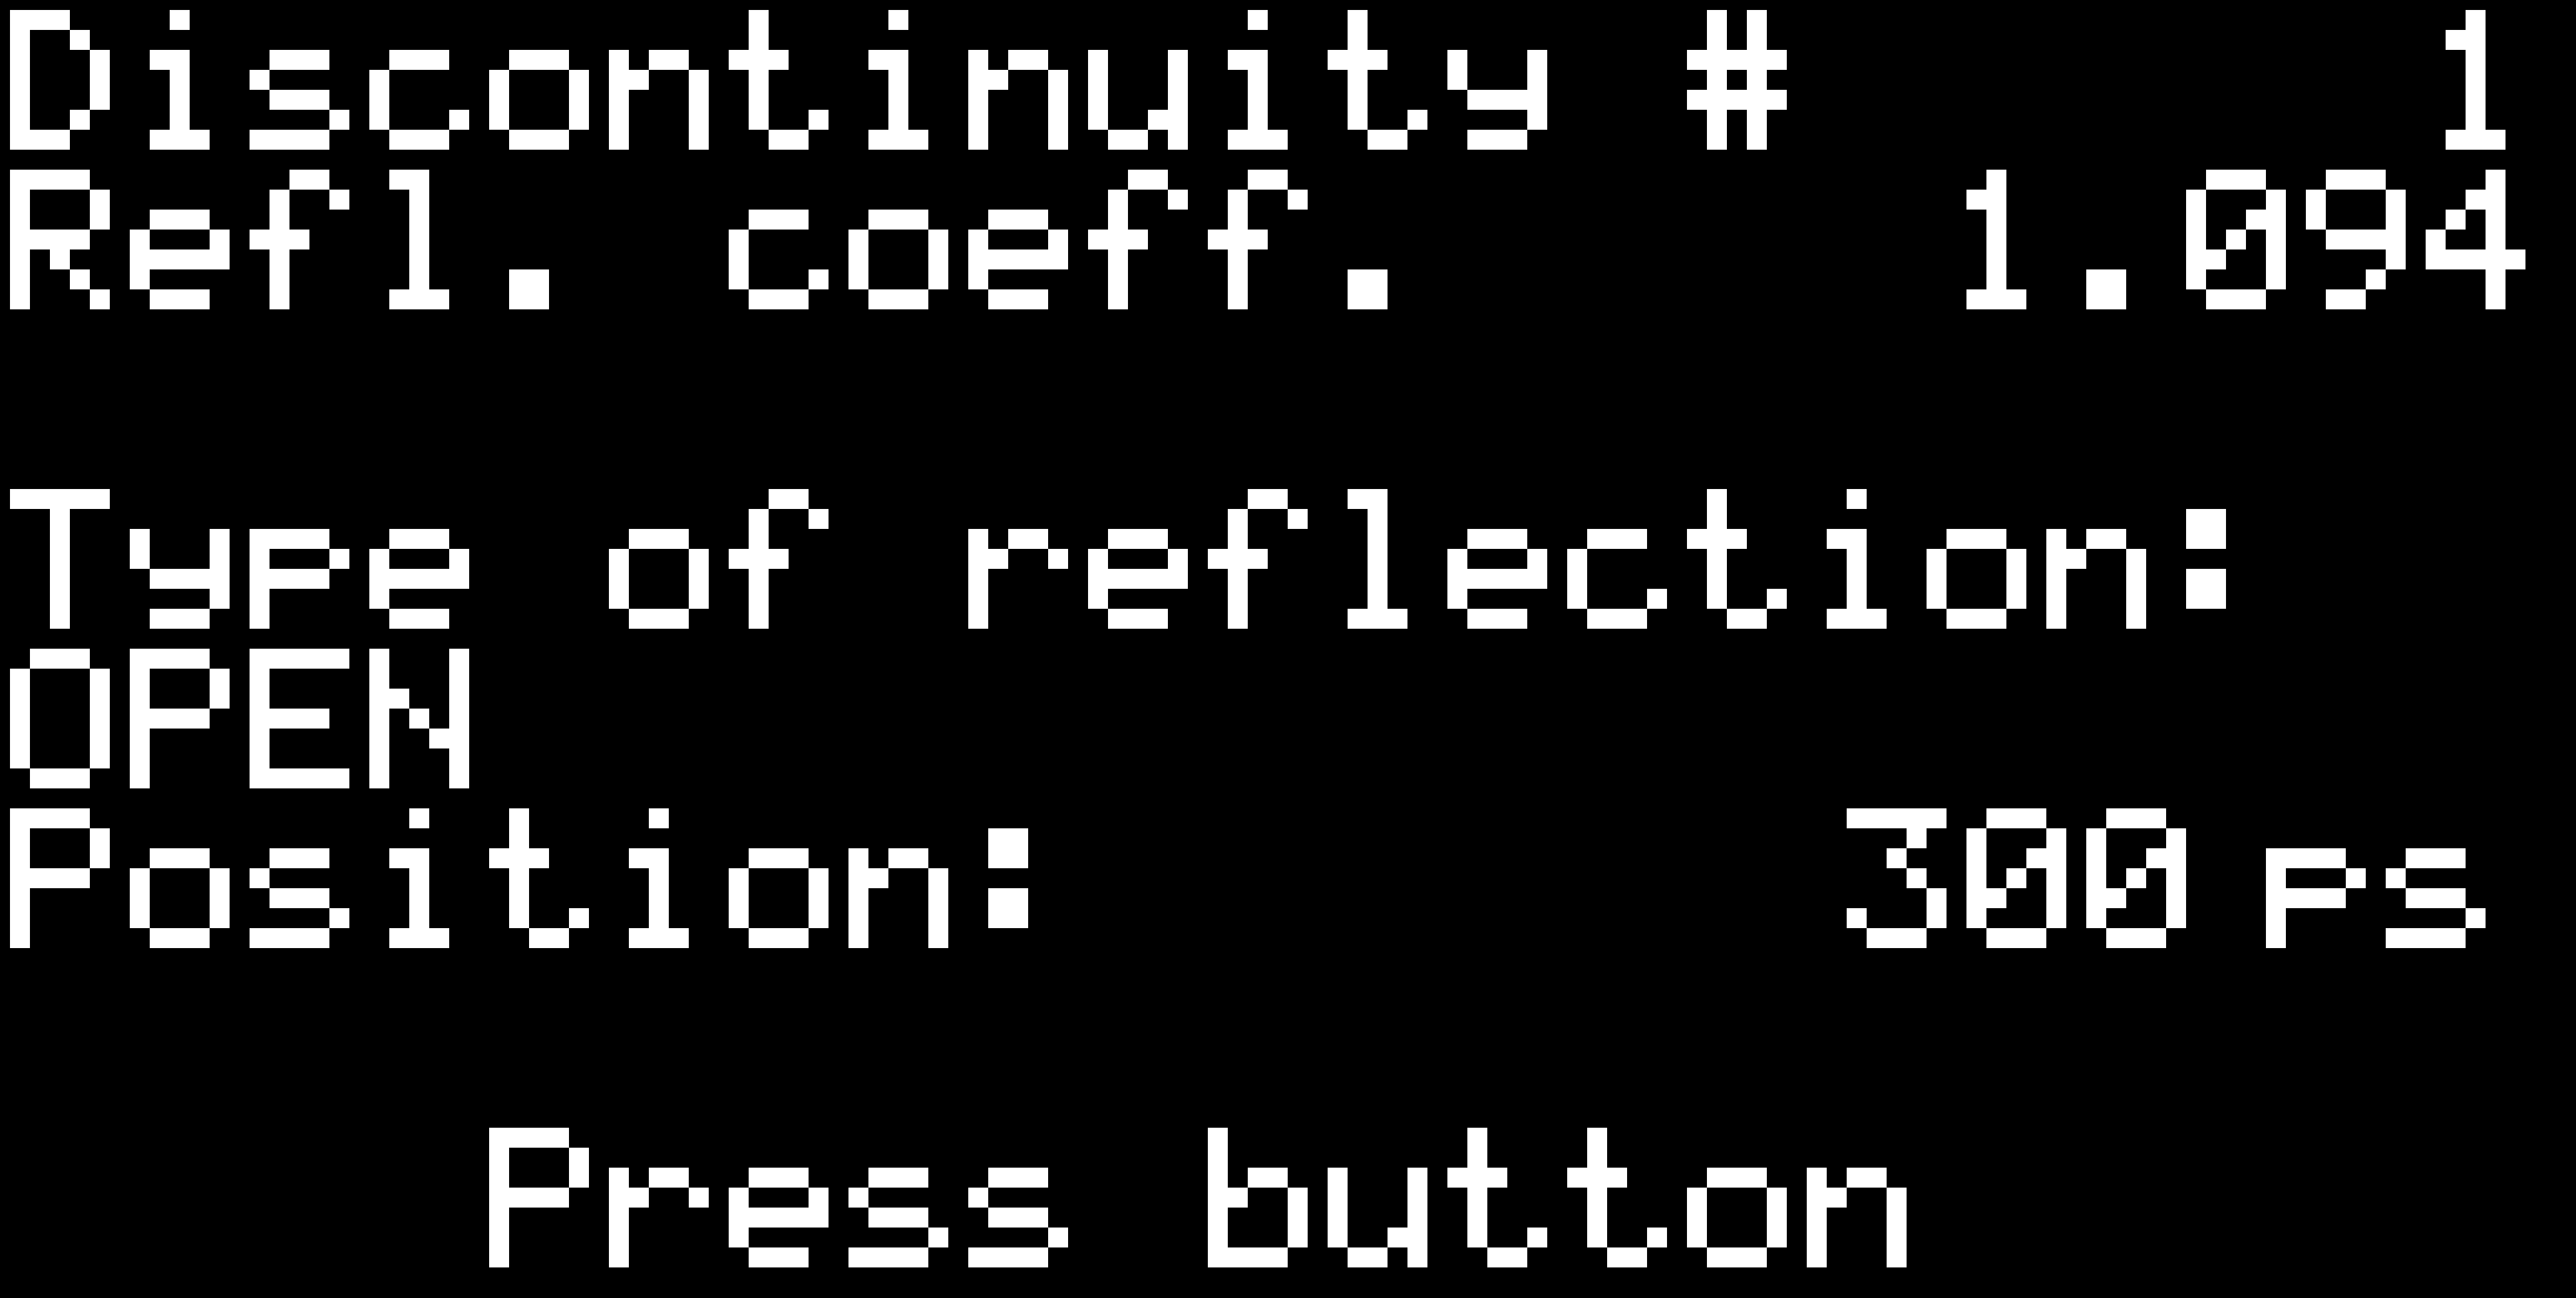 Discontinuity # 1
Refl. coeff. 1.094
Type of reflection:
OPEN
Position: 300 ps
Press button